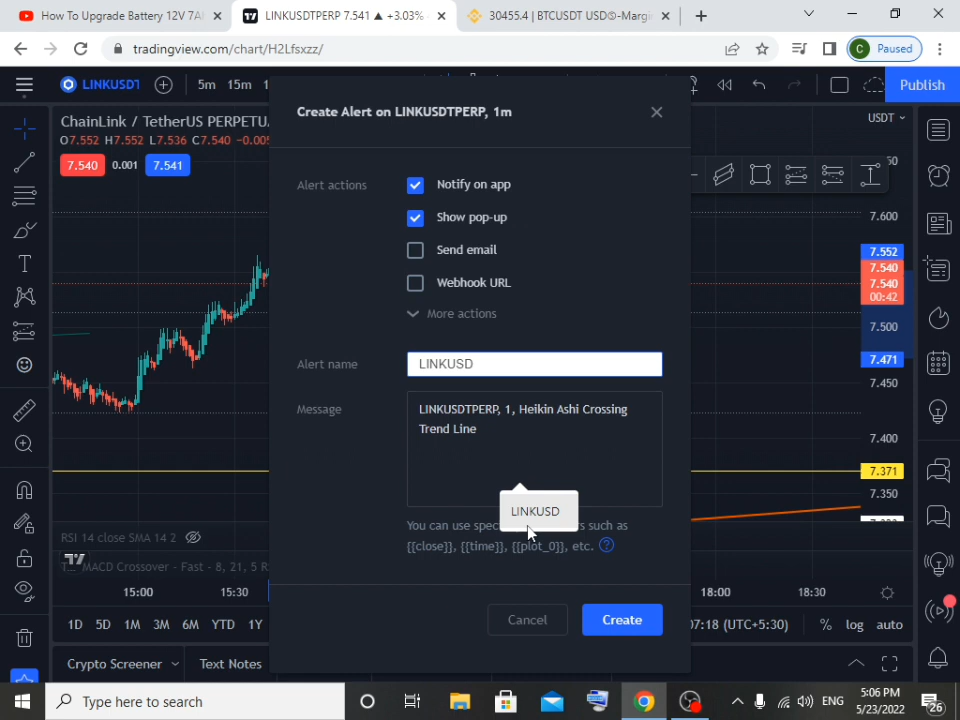 How To Upgrade Battery 12V 7A
LINKUSDTPERP 7.541 ▲ +3.03%
30455.4 | BTCUSDT USD®-Margin
tradingview.com/chart/H2Lfsxzz/
C Paused
LINKUSDT
5m 15m
Publish
Create Alert on LINKUSDTPERP, 1m
ChainLink / TetherUS PERPETUA
USDT
O7.552 H7.552 L7.536 C7.540 -0.005
7.540 0.001 7.541
Alert actions
Notify on app
Show pop-up
Send email
Webhook URL
More actions
Alert name
LINKUSD
Message
LINKUSDTPERP, 1, Heikin Ashi Crossing
Trend Line
LINKUSD
You can use spec
such as
{{close}}, {{time}}, {{plot_0}}, etc.
Cancel
Create
7.600
7.552
7.540
7.540
00:42
7.500
7.471
7.450
7.400
7.371
7.350
RSI 14 close SMA 14 2
MACD Crossover - Fast - 8, 21, 5 R
15:00 15:30
18:00 18:30
1D 5D 1M 3M 6M YTD 1Y
07:18 (UTC+5:30) % log auto
Crypto Screener Text Notes
Type here to search
ENG
5:06 PM
5/23/2022
26